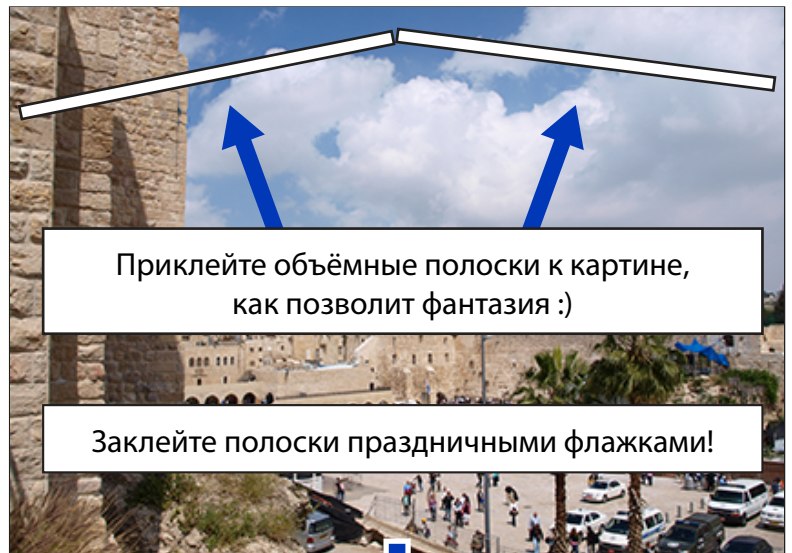 Приклейте объёмные полоски к картине,
как позволит фантазия :)
Заклейте полоски праздничными флажками!